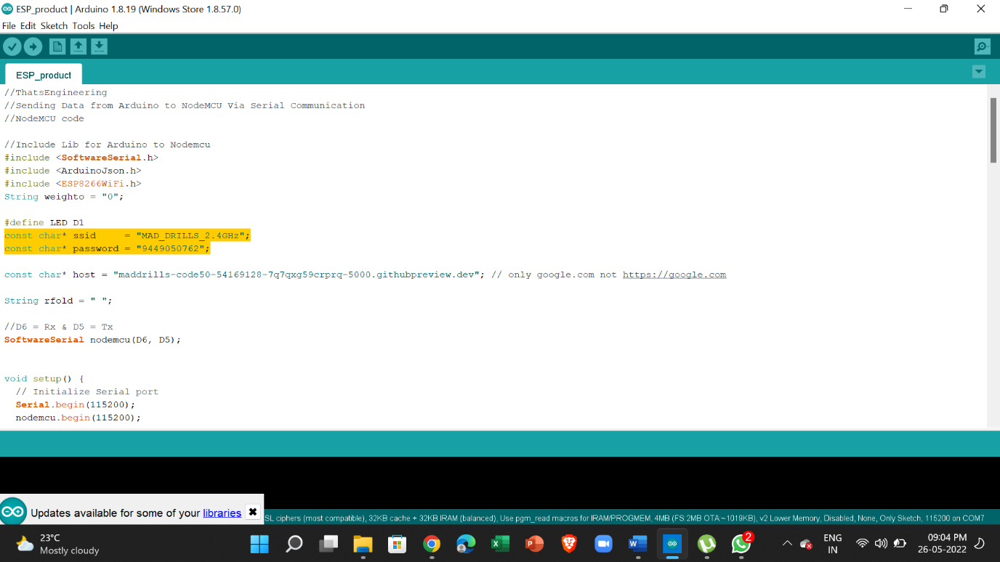 ESP_product | Arduino 1.8.19 (Windows Store 1.8.57.0)
File Edit Sketch Tools Help
ESP_product
//ThatsEngineering
//Sending Data from Arduino to NodeMCU Via Serial Communication
//NodeMCU code
//Include Lib for Arduino to Nodemcu
#include <SoftwareSerial.h>
#include <ArduinoJson.h>
#include <ESP8266WiFi.h>
String weighto = "0";
#define LED D1
const char* ssid     = "MAD_DRILLS_2.4GHz";
const char* password = "9449050762";
const char* host = "maddrills-code50-54169128-7q7qxg59crprq-5000.githubpreview.dev"; // only google.com not https://google.com
String rfold = " ";
//D6 = Rx & D5 = Tx
SoftwareSerial nodemcu(D6, D5);
void setup() {
// Initialize Serial port
Serial.begin(115200);
nodemcu.begin(115200);
Updates available for some of your libraries
SL ciphers (most compatible), 32KB cache + 32KB IRAM (balanced), Use pgm_read macros for IRAM/PROGMEM, 4MB (FS:2MB OTA:~1019KB), v2 Lower Memory, Disabled, None, Only Sketch, 115200 on COM7
23°C
Mostly cloudy
2
ENG
IN
09:04 PM
26-05-2022